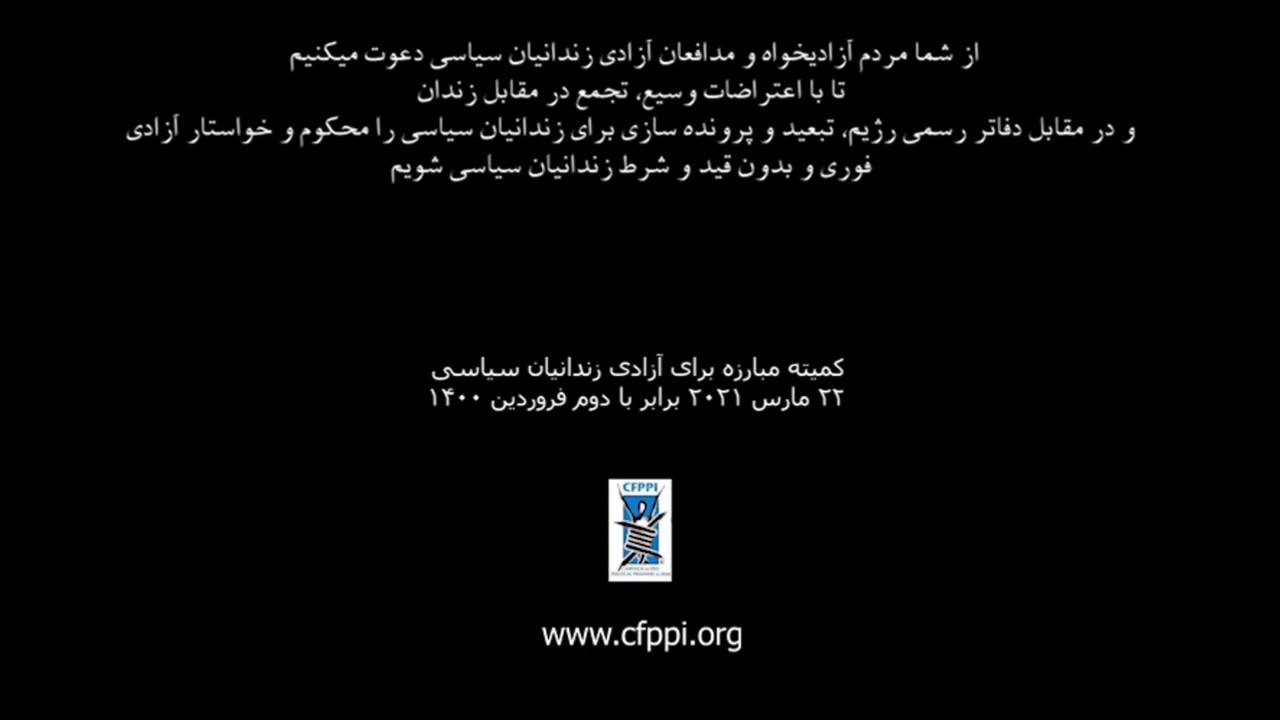 از شما مردم آزادیخواه و مدافعان آزادی زندانیان سیاسی دعوت میکنیم
تا با اعتراضات وسیع، تجمع در مقابل زندان
و در مقابل دفاتر رسمی رژیم، تبعید و پرونده سازی برای زندانیان سیاسی را محکوم و خواستار آزادی
فوری و بدون قید و شرط زندانیان سیاسی شویم
کمیته مبارزه برای آزادی زندانیان سیاسی
۲۲ مارس ۲۰۲۱ برابر با دوم فروردین ۱۴۰۰
CFPPI
www.cfppi.org